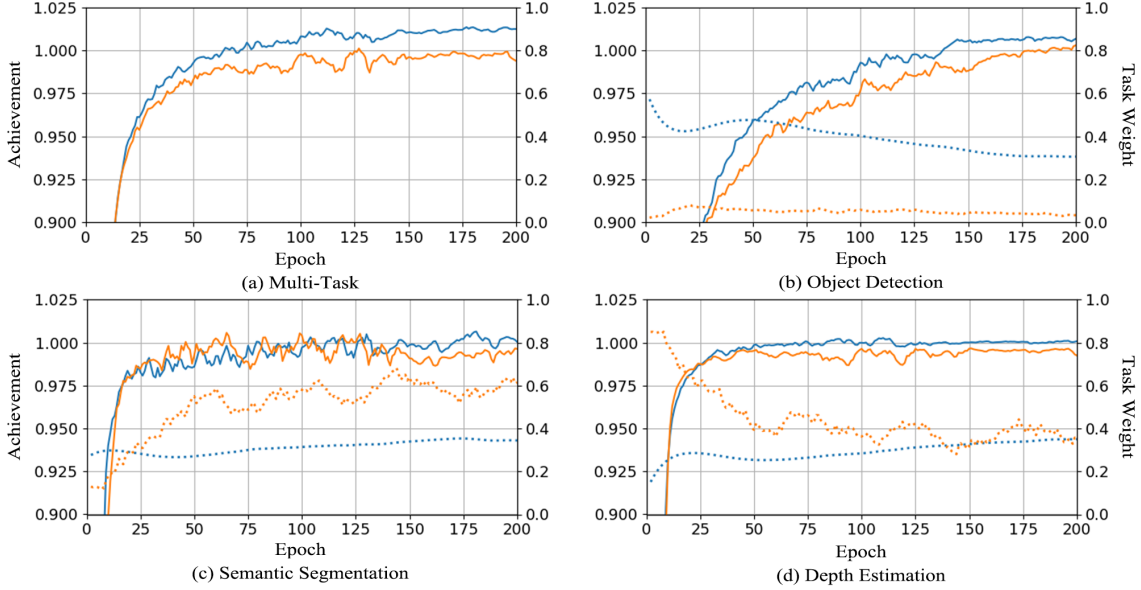 1.025 1.0 1.025 1.0
1.000 0.8 1.000 0.8
0.975 0.6 0.975 0.6
0.950 0.4 0.950 0.4
0.925 0.2 0.925 0.2
0.900 0.0 0.900 0.0
Achievement
Task Weight
0 25 50 75 100 125 150 175 200 0 25 50 75 100 125 150 175 200
Epoch Epoch
(a) Multi-Task (b) Object Detection
1.025 1.0 1.025 1.0
1.000 0.8 1.000 0.8
0.975 0.6 0.975 0.6
0.950 0.4 0.950 0.4
0.925 0.2 0.925 0.2
0.900 0.0 0.900 0.0
Achievement
Task Weight
0 25 50 75 100 125 150 175 200 0 25 50 75 100 125 150 175 200
Epoch Epoch
(c) Semantic Segmentation (d) Depth Estimation